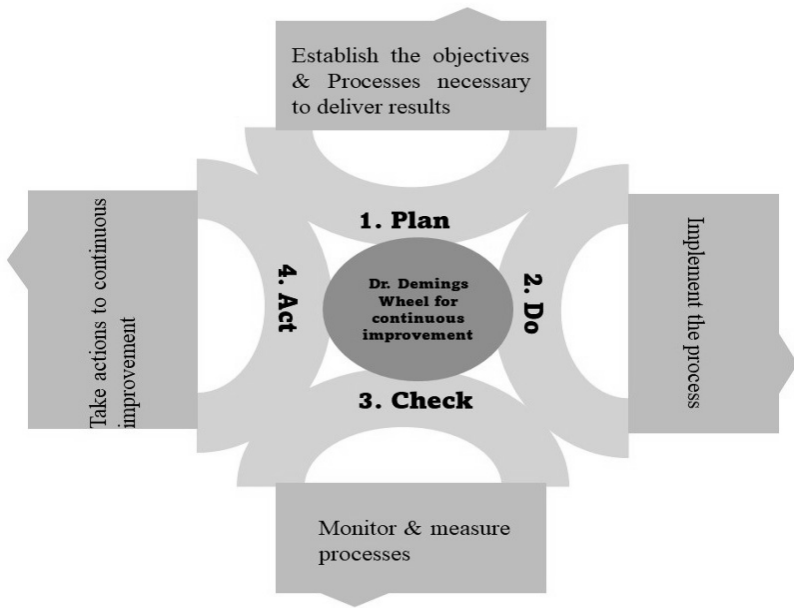 Establish the objectives
& Processes necessary
to deliver results
1. Plan
Dr. Demings
Wheel for
continuous
improvement
2. Do
Implement the process
3. Check
Monitor & measure
processes
4. Act
Take actions to continuous
improvement